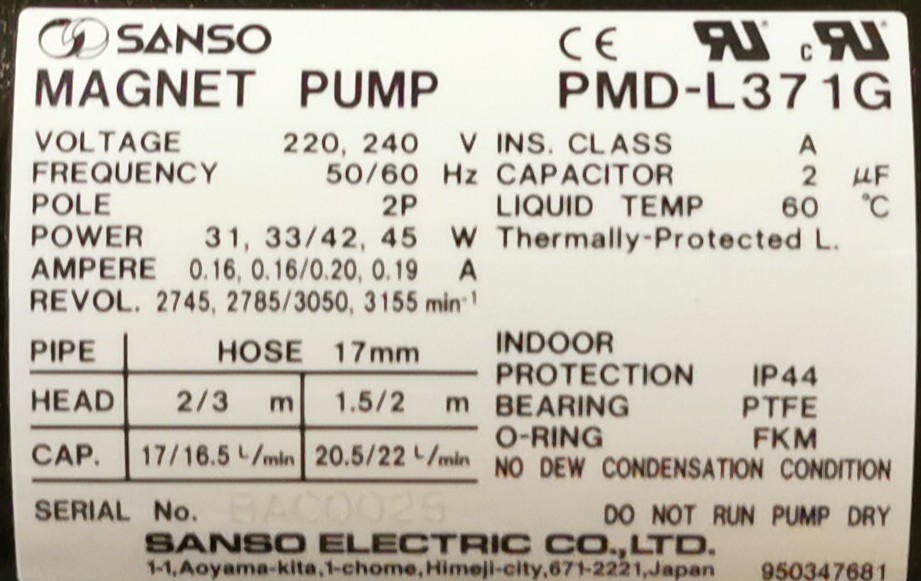 SANSO CE RU cRU
MAGNET PUMP PMD-L371G
VOLTAGE 220, 240 V INS. CLASS A
FREQUENCY 50/60 Hz CAPACITOR 2 μF
POLE 2P LIQUID TEMP 60 °C
POWER 31, 33/42, 45 W Thermally-Protected L.
AMPERE 0.16, 0.16/0.20, 0.19 A
REVOL. 2745, 2785/3050, 3155 min⁻¹
PIPE HOSE 17mm INDOOR
PROTECTION IP44
HEAD 2/3 m 1.5/2 m BEARING PTFE
O-RING FKM
CAP. 17/16.5 L/min 20.5/22 L/min NO DEW CONDENSATION CONDITION
SERIAL No. DO NOT RUN PUMP DRY
SANSO ELECTRIC CO.,LTD.
1-1,Aoyama-kita,1-chome,Himeji-city,671-2221,Japan 950347681